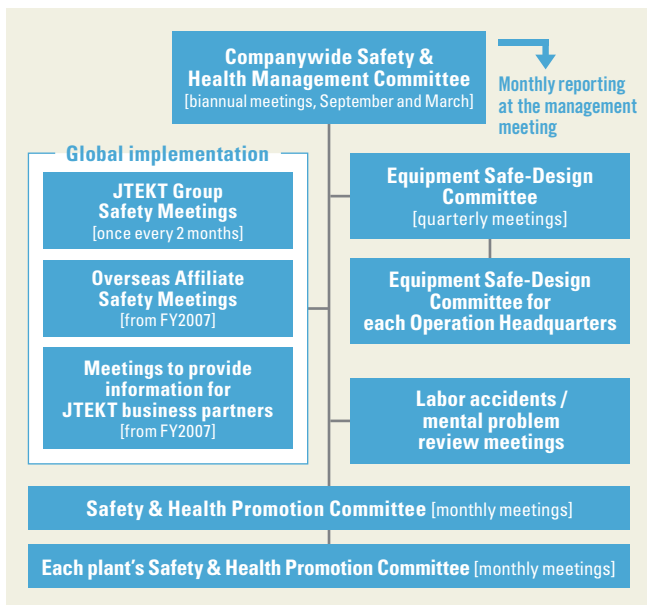 Companywide Safety &
Health Management Committee
[biannual meetings, September and March]
Monthly reporting
at the management
meeting
Global implementation
JTEKT Group
Safety Meetings
[once every 2 months]
Overseas Affiliate
Safety Meetings
[from FY2007]
Meetings to provide
information for
JTEKT business partners
[from FY2007]
Equipment Safe-Design
Committee
[quarterly meetings]
Equipment Safe-Design
Committee for
each Operation Headquarters
Labor accidents /
mental problem
review meetings
Safety & Health Promotion Committee [monthly meetings]
Each plant's Safety & Health Promotion Committee [monthly meetings]